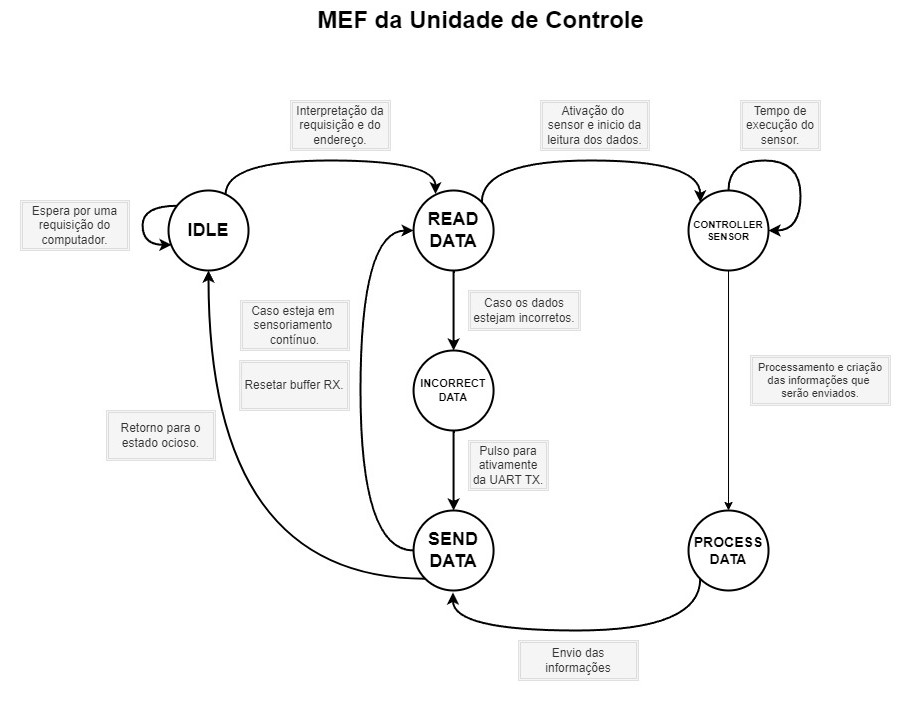 MEF da Unidade de Controle
Interpretação da
requisição e do
endereço.
Ativação do
sensor e inicio da
leitura dos dados.
Tempo de
execução do
sensor.
Espera por uma
requisição do
computador.
IDLE
READ
DATA
CONTROLLER
SENSOR
Caso esteja em
sensoriamento
contínuo.
Caso os dados
estejam incorretos.
Resetar buffer RX.
INCORRECT
DATA
Processamento e criação
das informações que
serão enviados.
Retorno para o
estado ocioso.
Pulso para
ativamente
da UART TX.
SEND
DATA
PROCESS
DATA
Envio das
informações